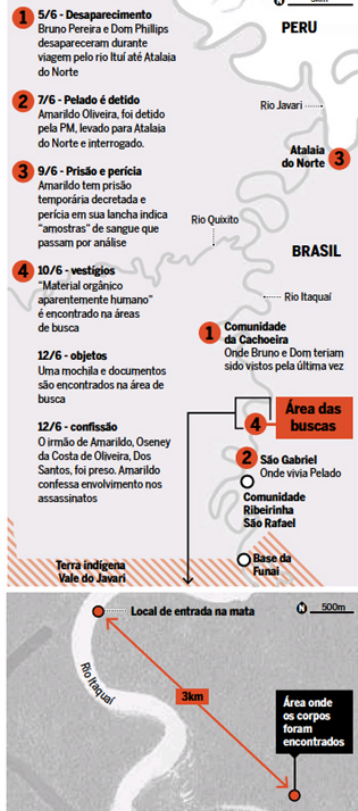 1 5/6 - Desaparecimento
Bruno Pereira e Dom Phillips
desapareceram durante
viagem pelo rio Ituí até Atalaia
do Norte
2 7/6 - Pelado é detido
Amarildo Oliveira, foi detido
pela PM, levado para Atalaia
do Norte e interrogado.
3 9/6 - Prisão e perícia
Amarildo tem prisão
temporária decretada e
perícia em sua lancha indica
"amostras" de sangue que
passam por análise
4 10/6 - vestígios
"Material orgânico
aparentemente humano"
é encontrado na áreas
de busca
12/6 - objetos
Uma mochila e documentos
são encontrados na área de
busca
12/6 - confissão
O irmão de Amarildo, Oseney
da Costa de Oliveira, Dos
Santos, foi preso. Amarildo
confessa envolvimento nos
assassinatos
N
PERU
Rio Javari
Atalaia
do Norte 3
Rio Quixito
BRASIL
Rio Itaquaí
1 Comunidade
da Cachoeira
Onde Bruno e Dom teriam
sido vistos pela última vez
4 Área das
buscas
2 São Gabriel
Onde vivia Pelado
Comunidade
Ribeirinha
São Rafael
Base da
Funai
Terra indígena
Vale do Javari
Local de entrada na mata
N 500m
Rio Itaquaí
3km
Área onde
os corpos
foram
encontrados